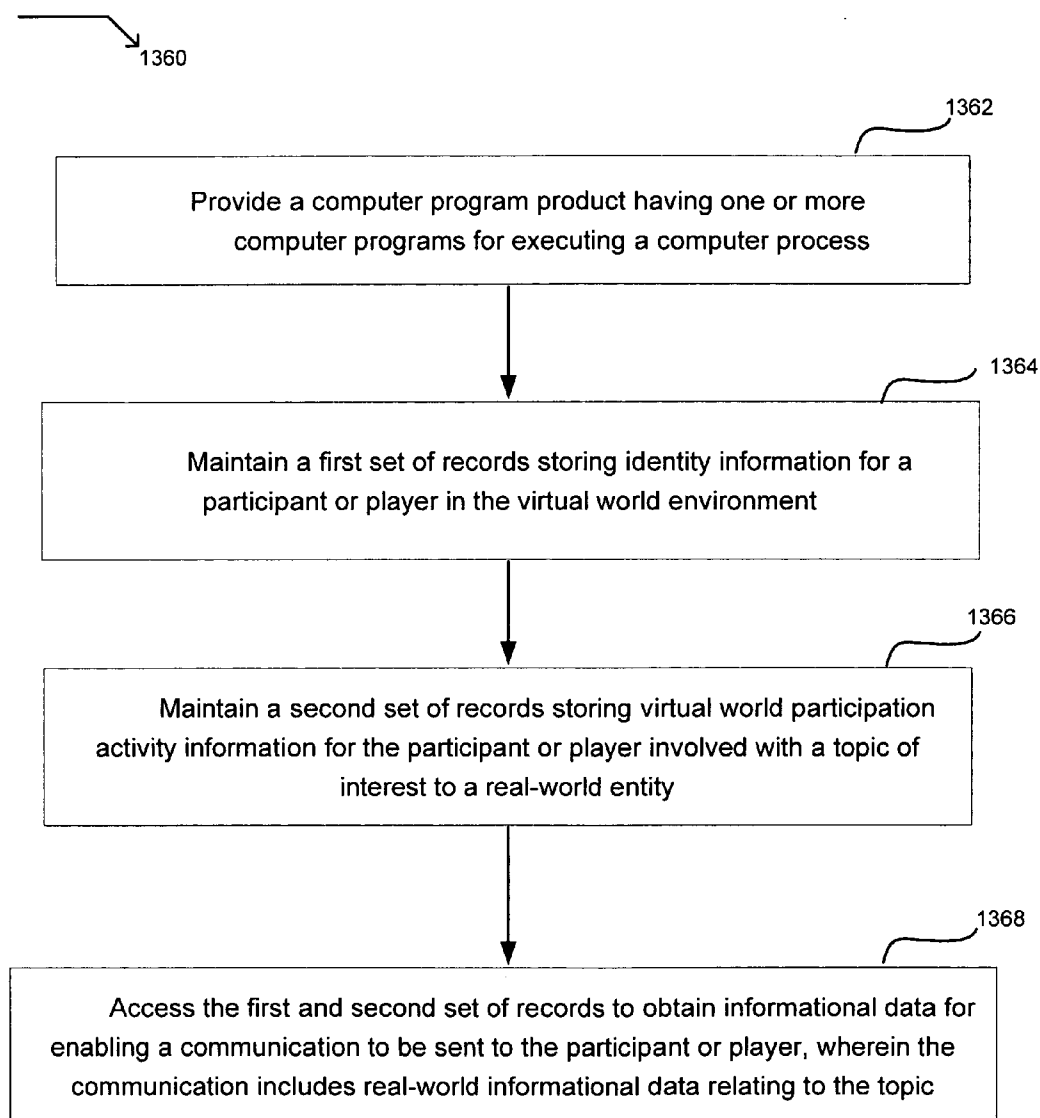 1360
1362
Provide a computer program product having one or more
computer programs for executing a computer process
1364
Maintain a first set of records storing identity information for a
participant or player in the virtual world environment
1366
Maintain a second set of records storing virtual world participation
activity information for the participant or player involved with a topic of
interest to a real-world entity
1368
Access the first and second set of records to obtain informational data for
enabling a communication to be sent to the participant or player, wherein the
communication includes real-world informational data relating to the topic